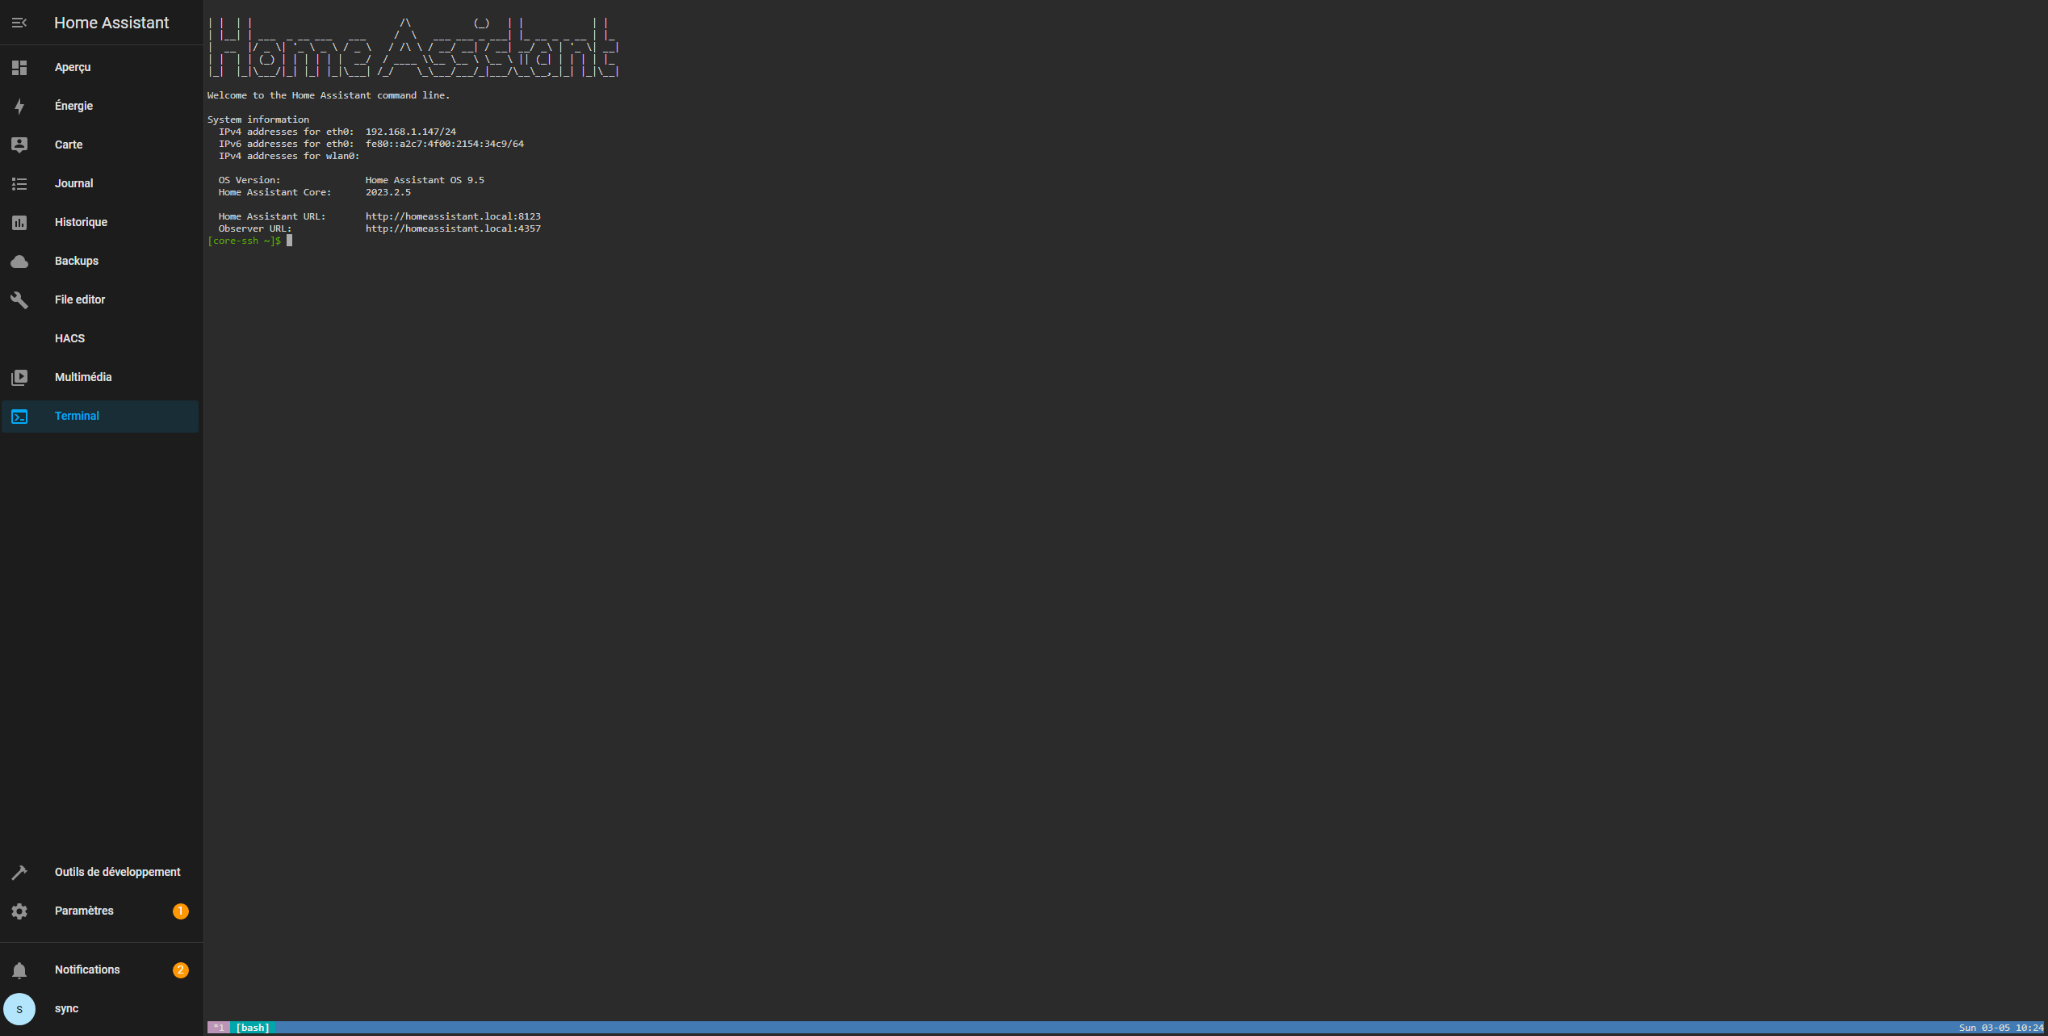 Home Assistant
Aperçu
Énergie
Carte
Journal
Historique
Backups
File editor
HACS
Multimédia
Terminal
Outils de développement
Paramètres 1
Notifications 2
S sync
Home Assistant
Welcome to the Home Assistant command line.
System information
IPv4 addresses for eth0: 192.168.1.147/24
IPv6 addresses for eth0: fe80::a2c7:4f00:2154:34c9/64
IPv4 addresses for wlan0:
OS Version: Home Assistant OS 9.5
Home Assistant Core: 2023.2.5
Home Assistant URL: http://homeassistant.local:8123
Observer URL: http://homeassistant.local:4357
[core-ssh ~]$
*1 [bash] Sun 03-05 10:24